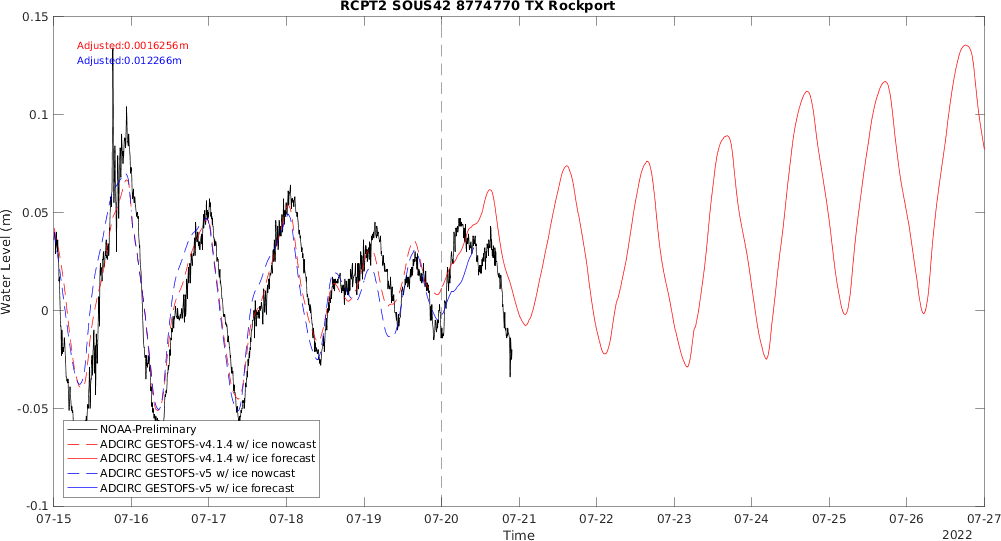 RCPT2 SOUS42 8774770 TX Rockport
0.15
Adjusted:0.0016256m
Adjusted:0.012266m
0.1
0.05
Water Level (m)
0
-0.05
-0.1
NOAA-Preliminary
ADCIRC GESTOFS-v4.1.4 w/ ice nowcast
ADCIRC GESTOFS-v4.1.4 w/ ice forecast
ADCIRC GESTOFS-v5 w/ ice nowcast
ADCIRC GESTOFS-v5 w/ ice forecast
07-15 07-16 07-17 07-18 07-19 07-20 07-21 07-22 07-23 07-24 07-25 07-26 07-27
Time
2022